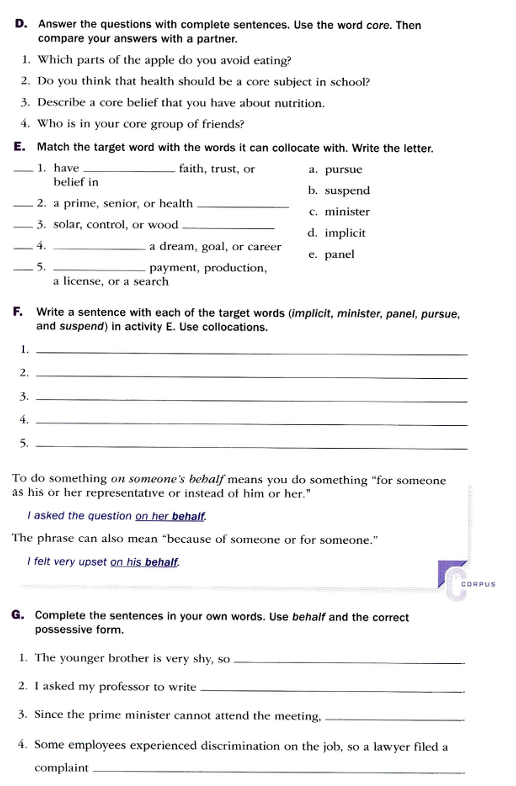 D. Answer the questions with complete sentences. Use the word core. Then
compare your answers with a partner.
1. Which parts of the apple do you avoid eating?
2. Do you think that health should be a core subject in school?
3. Describe a core belief that you have about nutrition.
4. Who is in your core group of friends?
E. Match the target word with the words it can collocate with. Write the letter.
___ 1. have ___ faith, trust, or
belief in
___ 2. a prime, senior, or health ___
___ 3. solar, control, or wood ___
___ 4. ___ a dream, goal, or career
___ 5. ___ payment, production,
a license, or a search
a. pursue
b. suspend
c. minister
d. implicit
e. panel
F. Write a sentence with each of the target words (implicit, minister, panel, pursue,
and suspend) in activity E. Use collocations.
1.
2.
3.
4.
5.
To do something on someone's behalf means you do something "for someone
as his or her representative or instead of him or her."
I asked the question on her behalf.
The phrase can also mean "because of someone or for someone."
I felt very upset on his behalf.
CORPUS
G. Complete the sentences in your own words. Use behalf and the correct
possessive form.
1. The younger brother is very shy, so ___.
2. I asked my professor to write ___.
3. Since the prime minister cannot attend the meeting, ___.
4. Some employees experienced discrimination on the job, so a lawyer filed a
complaint ___.